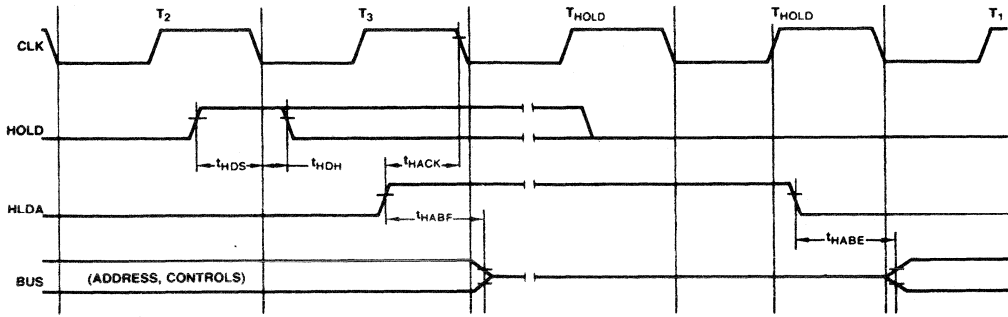 T2 T3 THOLD THOLD T1
CLK
HOLD
tHDS tHDH tHACK
HLDA
tHABF tHABE
BUS (ADDRESS, CONTROLS)